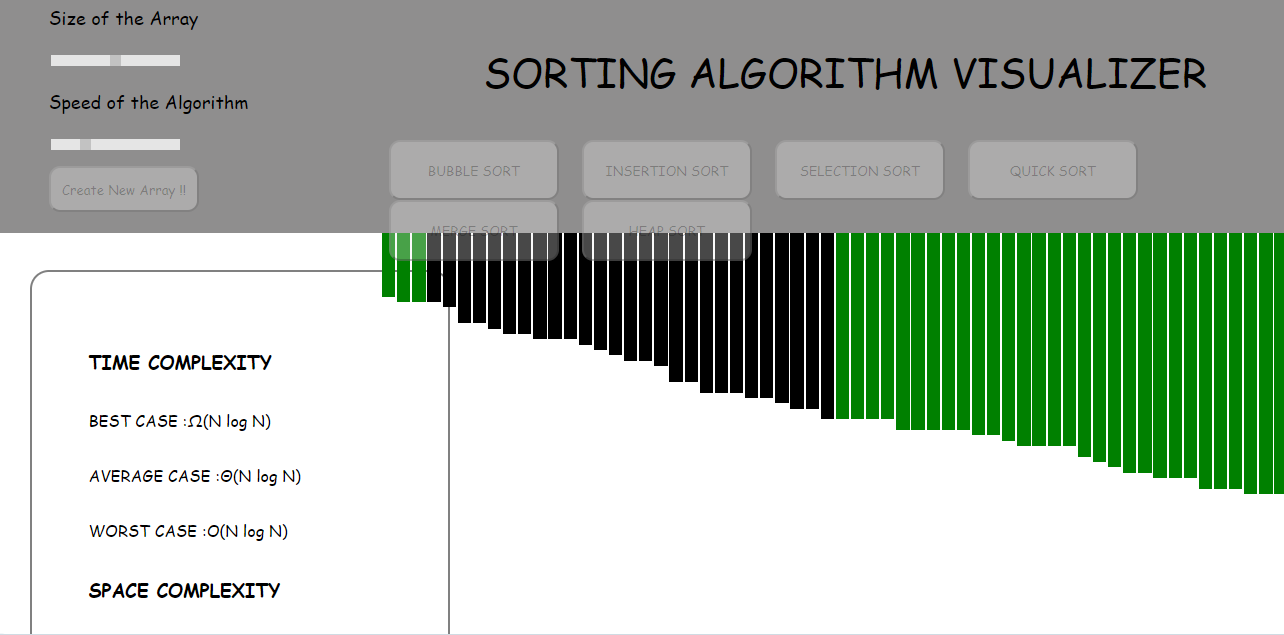 Size of the Array
SORTING ALGORITHM VISUALIZER
Speed of the Algorithm
Create New Array !!
BUBBLE SORT
INSERTION SORT
SELECTION SORT
QUICK SORT
MERGE SORT
HEAP SORT
TIME COMPLEXITY
BEST CASE :Ω(N log N)
AVERAGE CASE :Θ(N log N)
WORST CASE :O(N log N)
SPACE COMPLEXITY